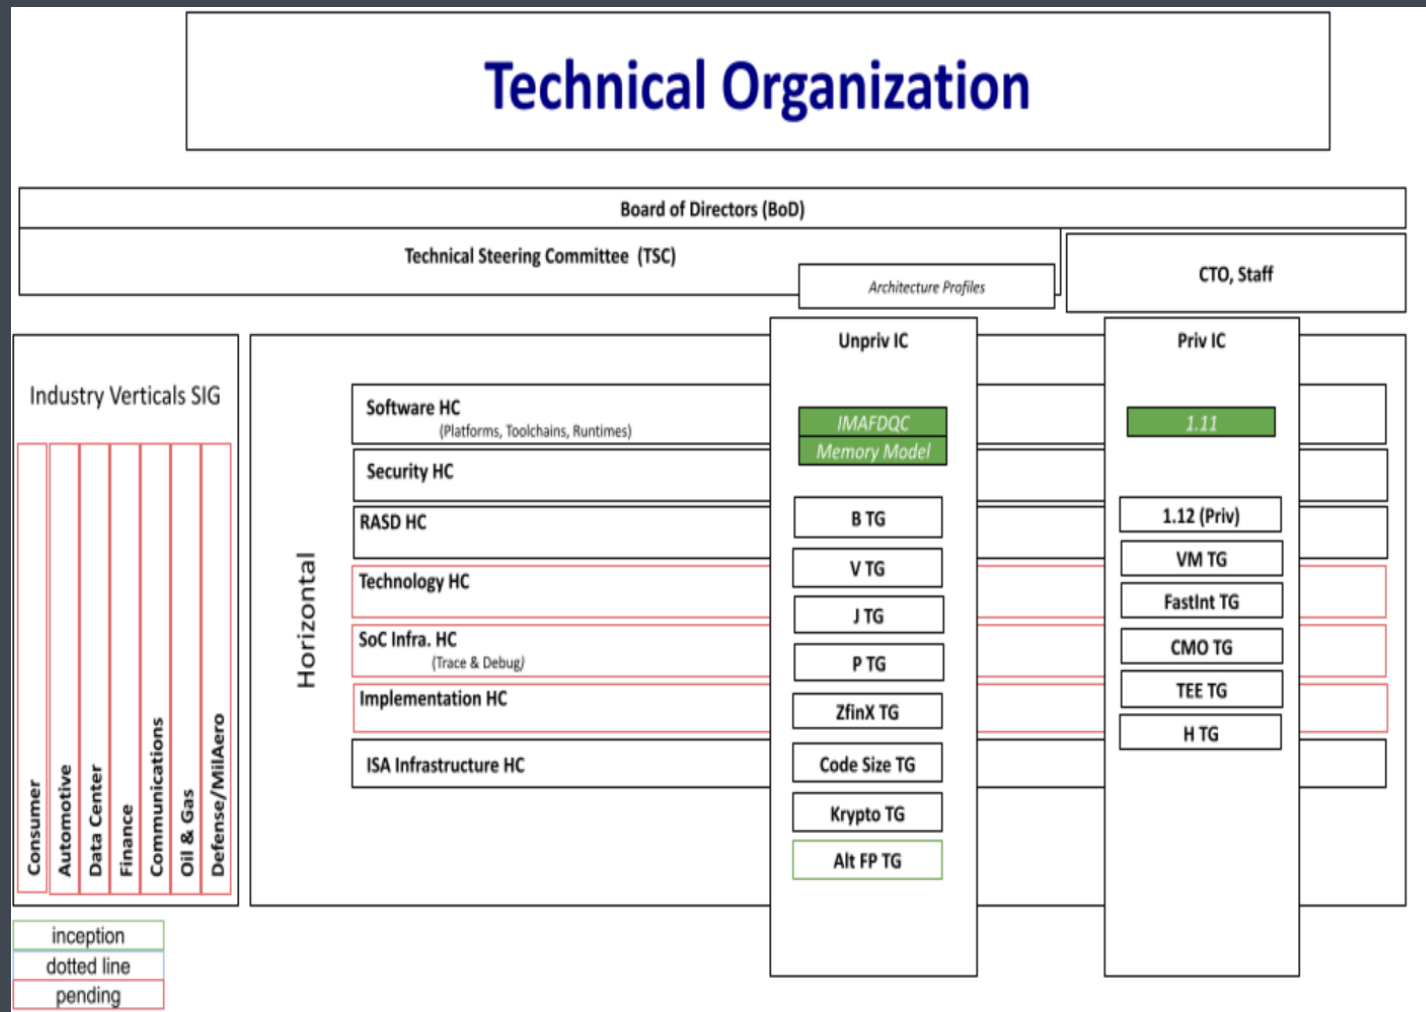 Technical Organization
Board of Directors (BoD)
Technical Steering Committee (TSC)
Architecture Profiles
CTO, Staff
Industry Verticals SIG
Consumer
Automotive
Data Center
Finance
Communications
Oil & Gas
Defense/MilAero
Horizontal
Software HC
(Platforms, Toolchains, Runtimes)
Security HC
RASD HC
Technology HC
SoC Infra. HC
(Trace & Debug)
Implementation HC
ISA Infrastructure HC
Unpriv IC
IMAFDQC
Memory Model
B TG
V TG
J TG
P TG
ZfinX TG
Code Size TG
Krypto TG
Alt FP TG
Priv IC
1.11
1.12 (Priv)
VM TG
FastInt TG
CMO TG
TEE TG
H TG
inception
dotted line
pending